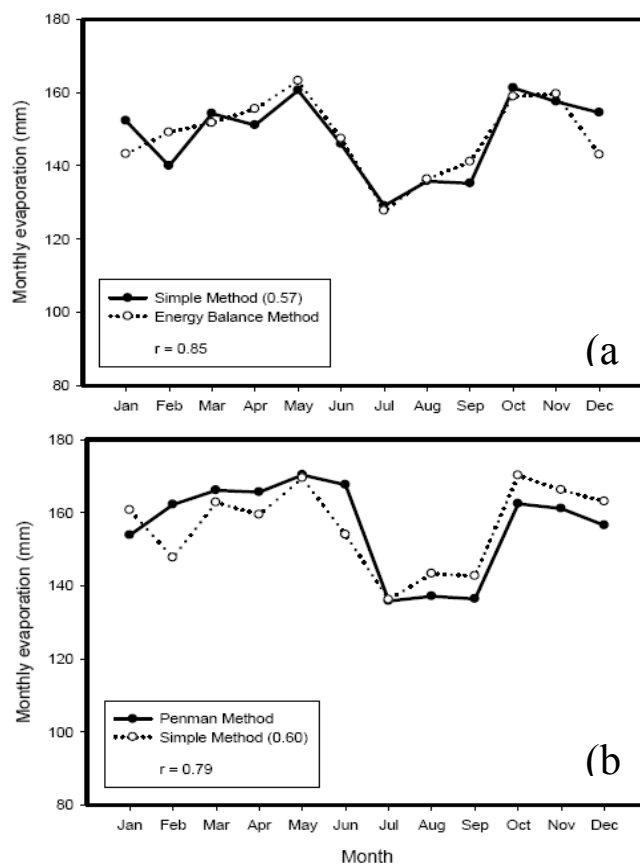 Monthly evaporation (mm)
180
160
140
120
100
80
Simple Method (0.57)
Energy Balance Method
r = 0.85
(a
Jan Feb Mar Apr May Jun Jul Aug Sep Oct Nov Dec
Monthly evaporation (mm)
180
160
140
120
100
80
Penman Method
Simple Method (0.60)
r = 0.79
(b
Jan Feb Mar Apr May Jun Jul Aug Sep Oct Nov Dec
Month